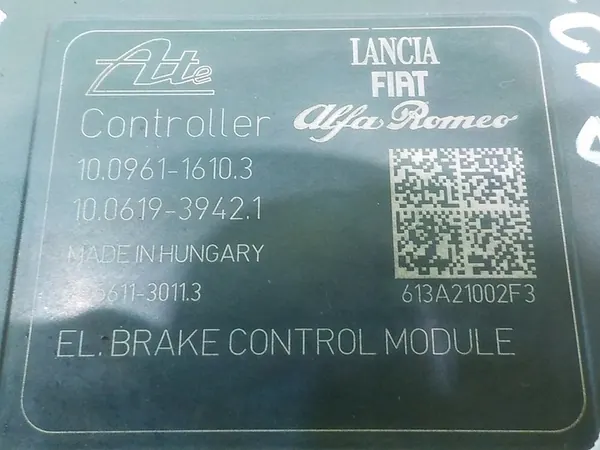 Ate
LANCIA
FIAT
Alfa Romeo
Controller
10.0961-1610.3
10.0619-3942.1
MADE IN HUNGARY
5611-3011.3
613A21002F3
EL. BRAKE CONTROL MODULE